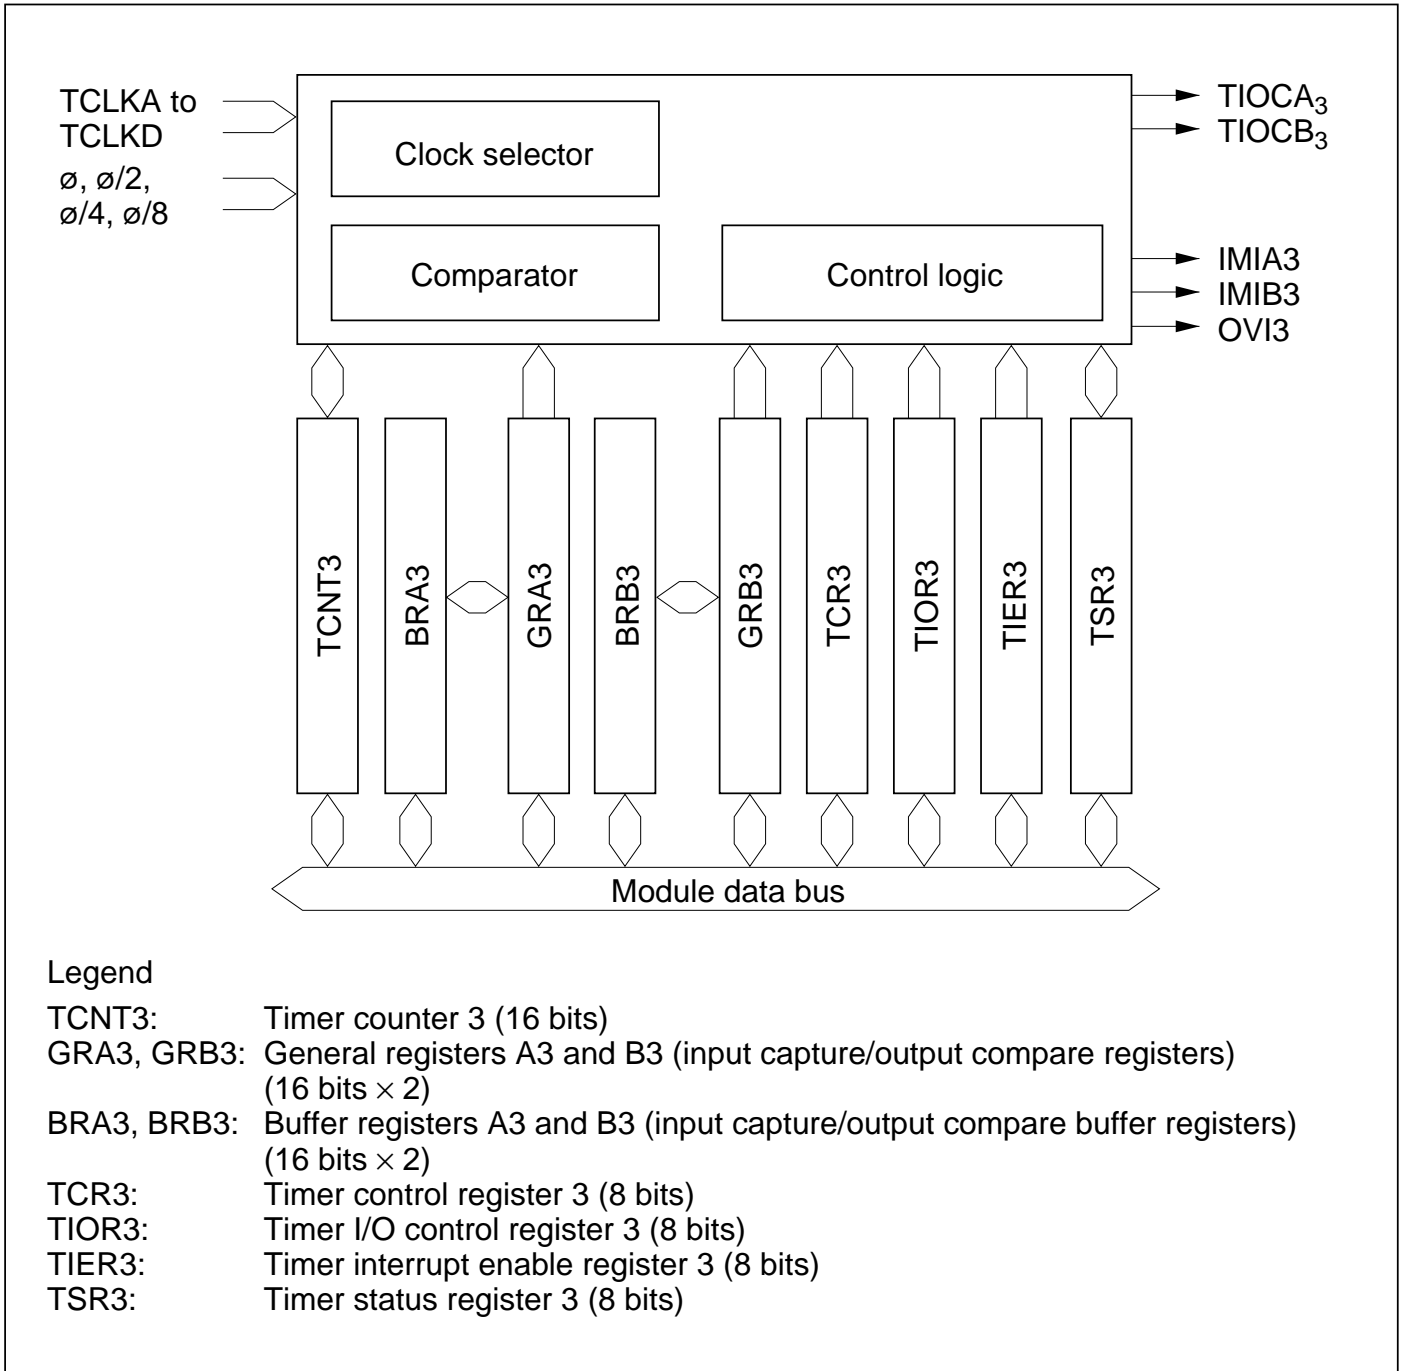 TCLKA to
TCLKD
ø, ø/2,
ø/4, ø/8
Clock selector
Comparator
Control logic
TIOCA3
TIOCB3
IMIA3
IMIB3
OVI3
TCNT3
BRA3
GRA3
BRB3
GRB3
TCR3
TIOR3
TIER3
TSR3
Module data bus
Legend
TCNT3: Timer counter 3 (16 bits)
GRA3, GRB3: General registers A3 and B3 (input capture/output compare registers)
(16 bits × 2)
BRA3, BRB3: Buffer registers A3 and B3 (input capture/output compare buffer registers)
(16 bits × 2)
TCR3: Timer control register 3 (8 bits)
TIOR3: Timer I/O control register 3 (8 bits)
TIER3: Timer interrupt enable register 3 (8 bits)
TSR3: Timer status register 3 (8 bits)